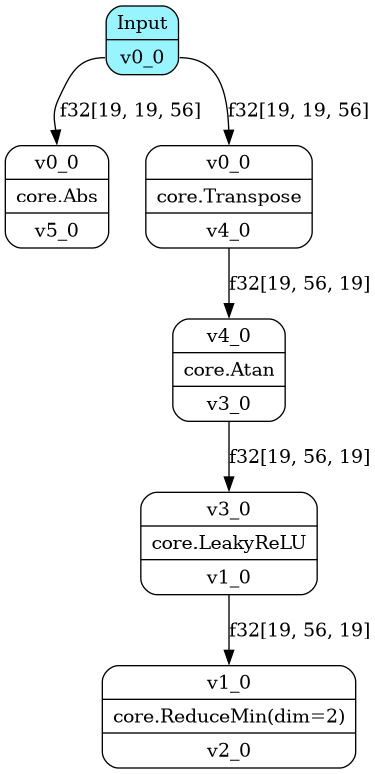 Input
v0_0
f32[19, 19, 56]
f32[19, 19, 56]
v0_0
core.Abs
v5_0
v0_0
core.Transpose
v4_0
f32[19, 56, 19]
v4_0
core.Atan
v3_0
f32[19, 56, 19]
v3_0
core.LeakyReLU
v1_0
f32[19, 56, 19]
v1_0
core.ReduceMin(dim=2)
v2_0